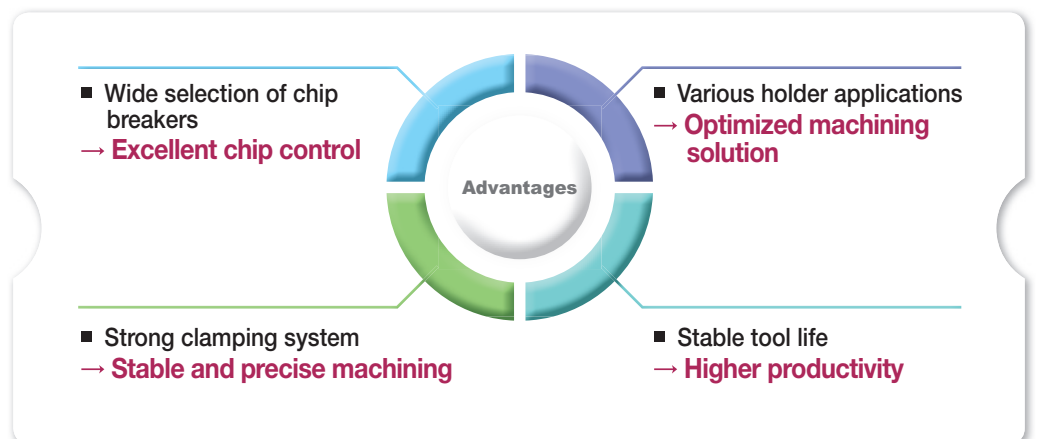 ■ Wide selection of chip
breakers
→ Excellent chip control
■ Various holder applications
→ Optimized machining
solution
Advantages
■ Strong clamping system
→ Stable and precise machining
■ Stable tool life
→ Higher productivity